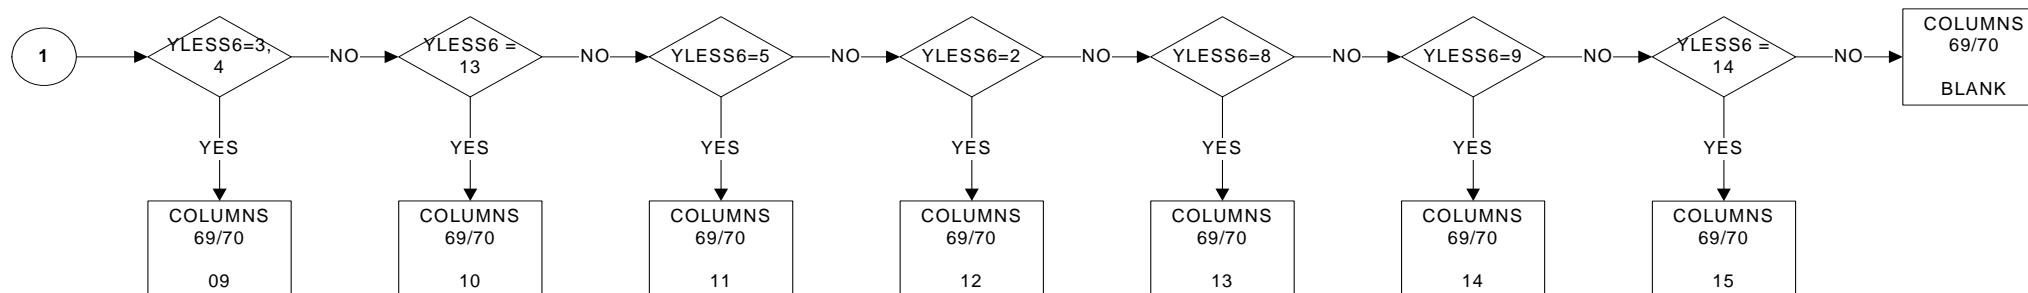 1
YLESS6=3,
4
NO
YLESS6 =
13
NO
YLESS6=5
NO
YLESS6=2
NO
YLESS6=8
NO
YLESS6=9
NO
YLESS6 =
14
NO
COLUMNS
69/70
BLANK
YES
YES
YES
YES
YES
YES
YES
COLUMNS
69/70
09
COLUMNS
69/70
10
COLUMNS
69/70
11
COLUMNS
69/70
12
COLUMNS
69/70
13
COLUMNS
69/70
14
COLUMNS
69/70
15